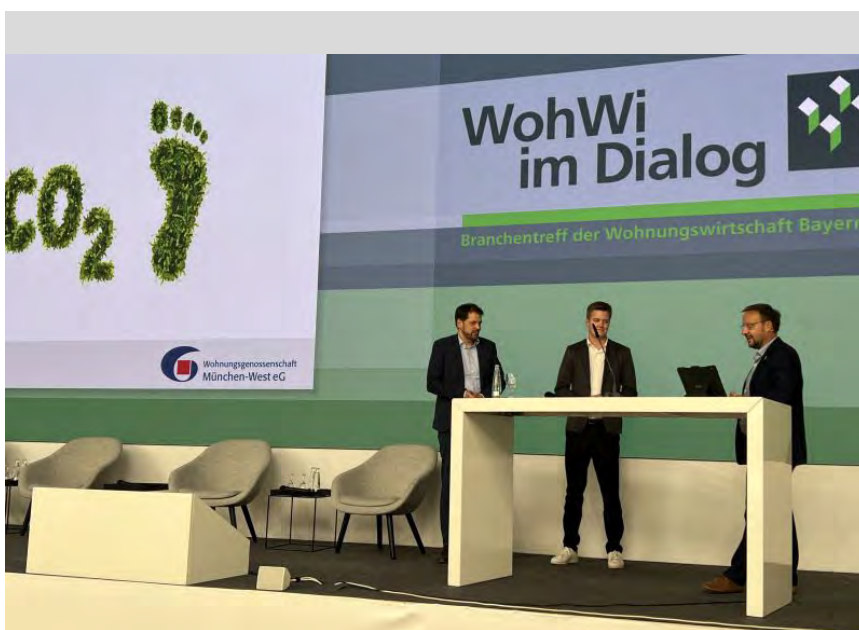 CO2
WohWi
im Dialog
Branchentreff der Wohnungswirtschaft Bayern
Wohnungsgenossenschaft
München-West eG